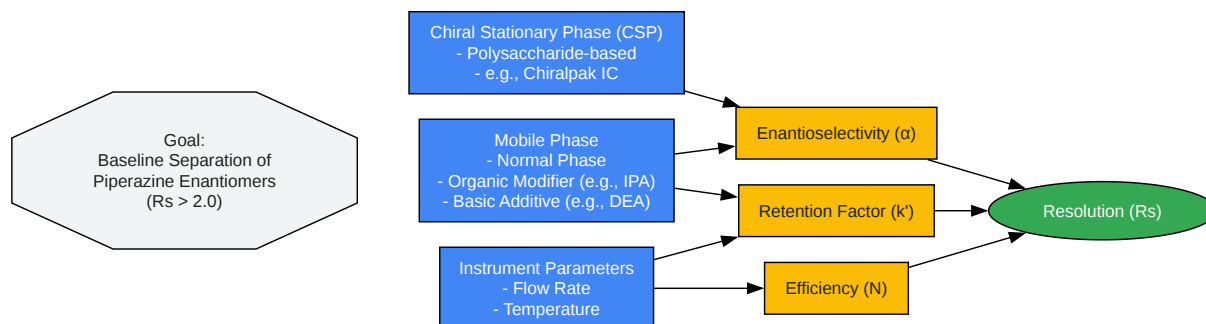 Goal:
Baseline Separation of
Piperazine Enantiomers
(Rs > 2.0)
Chiral Stationary Phase (CSP)
- Polysaccharide-based
- e.g., Chiralpak IC
Mobile Phase
- Normal Phase
- Organic Modifier (e.g., IPA)
- Basic Additive (e.g., DEA)
Instrument Parameters
- Flow Rate
- Temperature
Enantioselectivity (α)
Retention Factor (k')
Efficiency (N)
Resolution (Rs)